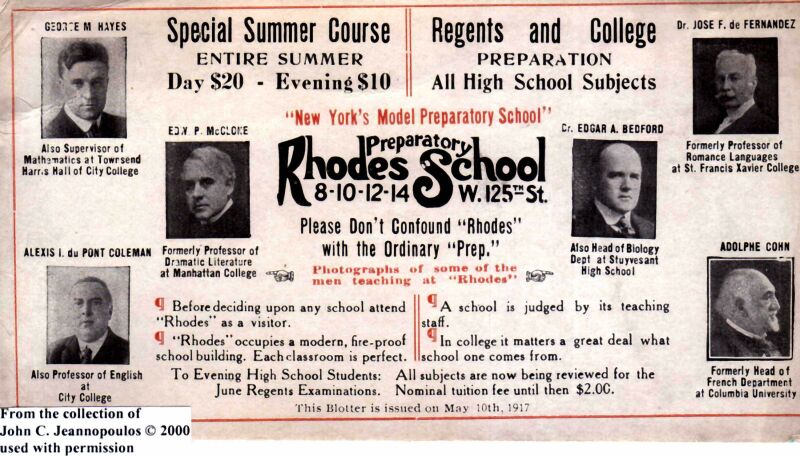 GEORGE M HAYES
Also Supervisor of
Mathematics at Townsend
Harris Hall of City College
Special Summer Course
ENTIRE SUMMER
Day $20 - Evening $10
Regents and College
PREPARATION
All High School Subjects
Dr. JOSE F. de FERNANDEZ
Formerly Professor of
Romance Languages
at St. Francis Xavier College
"New York's Model Preparatory School"
EDW. P. McCLOKE
Formerly Professor of
Dramatic Literature
at Manhattan College
Preparatory
Rhodes School
8-10-12-14 W. 125TH St.
Please Don't Confound "Rhodes"
with the Ordinary "Prep."
Photographs of some of the
men teaching at "Rhodes"
Dr. EDGAR A. BEDFORD
Also Head of Biology
Dept at Stuyvesant
High School
ALEXIS I. du PONT COLEMAN
Also Professor of English
at
City College
ADOLPHE COHN
Formerly Head of
French Department
at Columbia University
¶ Before deciding upon any school attend
"Rhodes" as a visitor.
¶ "Rhodes" occupies a modern, fire-proof
school building. Each classroom is perfect.
¶ A school is judged by its teaching
staff.
¶ In college it matters a great deal what
school one comes from.
To Evening High School Students: All subjects are now being reviewed for the
June Regents Examinations. Nominal tuition fee until then $2.00.
This Blotter is issued on May 10th, 1917
From the collection of
John C. Jeannopoulos © 2000
used with permission